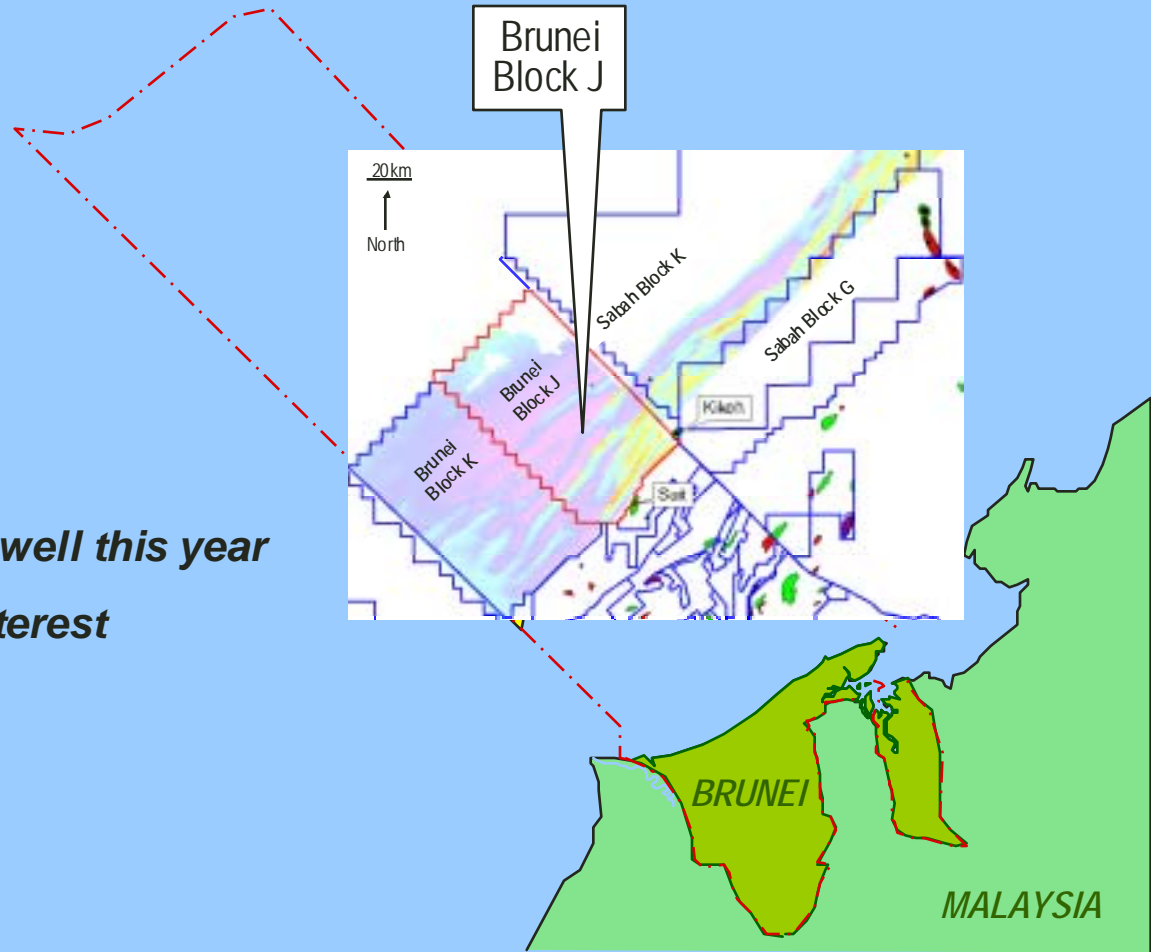 Brunei
Block J
20km
North
Sabah Block K
Sabah Block G
Brunei
Block J
Kikeh
Brunei
Block K
well this year
terest
BRUNEI
MALAYSIA